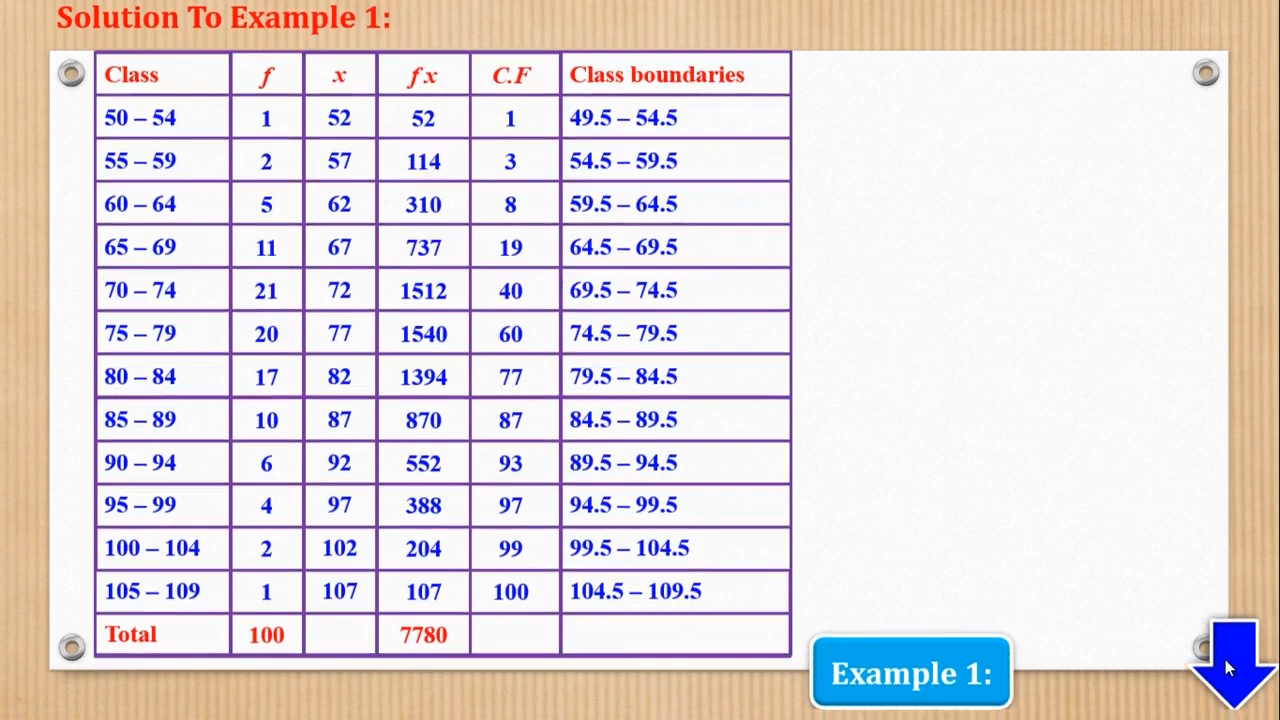 Solution To Example 1:
Class f x fx C.F Class boundaries
50 – 54 1 52 52 1 49.5 – 54.5
55 – 59 2 57 114 3 54.5 – 59.5
60 – 64 5 62 310 8 59.5 – 64.5
65 – 69 11 67 737 19 64.5 – 69.5
70 – 74 21 72 1512 40 69.5 – 74.5
75 – 79 20 77 1540 60 74.5 – 79.5
80 – 84 17 82 1394 77 79.5 – 84.5
85 – 89 10 87 870 87 84.5 – 89.5
90 – 94 6 92 552 93 89.5 – 94.5
95 – 99 4 97 388 97 94.5 – 99.5
100 – 104 2 102 204 99 99.5 – 104.5
105 – 109 1 107 107 100 104.5 – 109.5
Total 100 7780
Example 1: